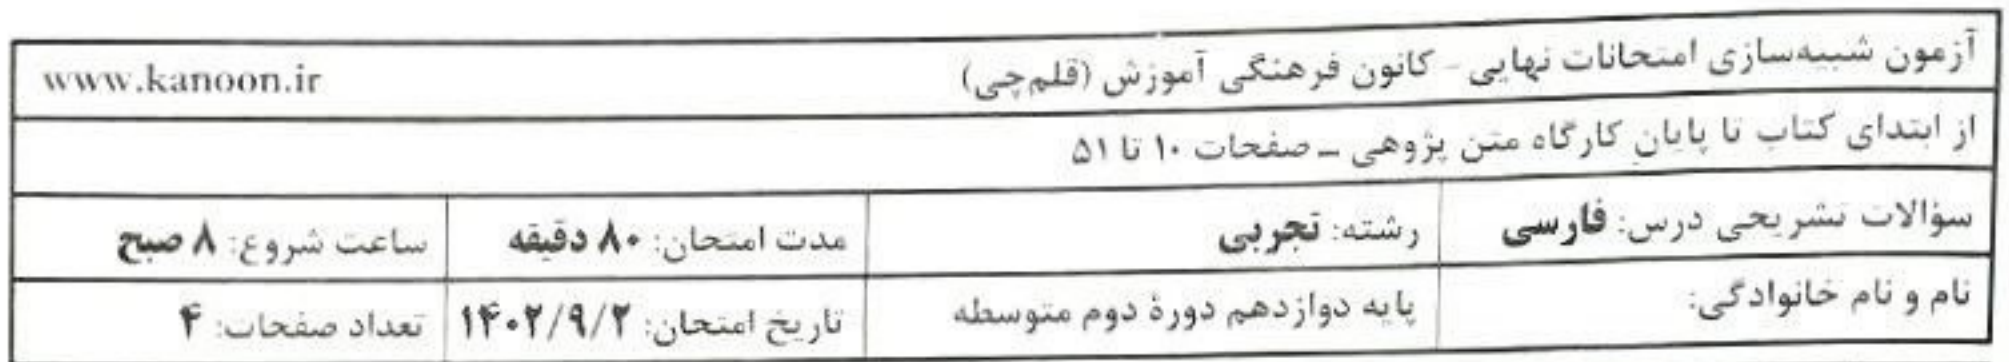 آزمون شبیه‌سازی امتحانات نهایی - کانون فرهنگی آموزش (قلم‌چی) www.kanoon.ir
از ابتدای کتاب تا پایان کارگاه متن پژوهی – صفحات ۱۰ تا ۵۱
سؤالات تشریحی درس: فارسی رشته: تجربی مدت امتحان: ۸۰ دقیقه ساعت شروع: ۸ صبح
نام و نام خانوادگی: پایه دوازدهم دورهٔ دوم متوسطه تاریخ امتحان: ۱۴۰۲/۹/۲ تعداد صفحات: ۴